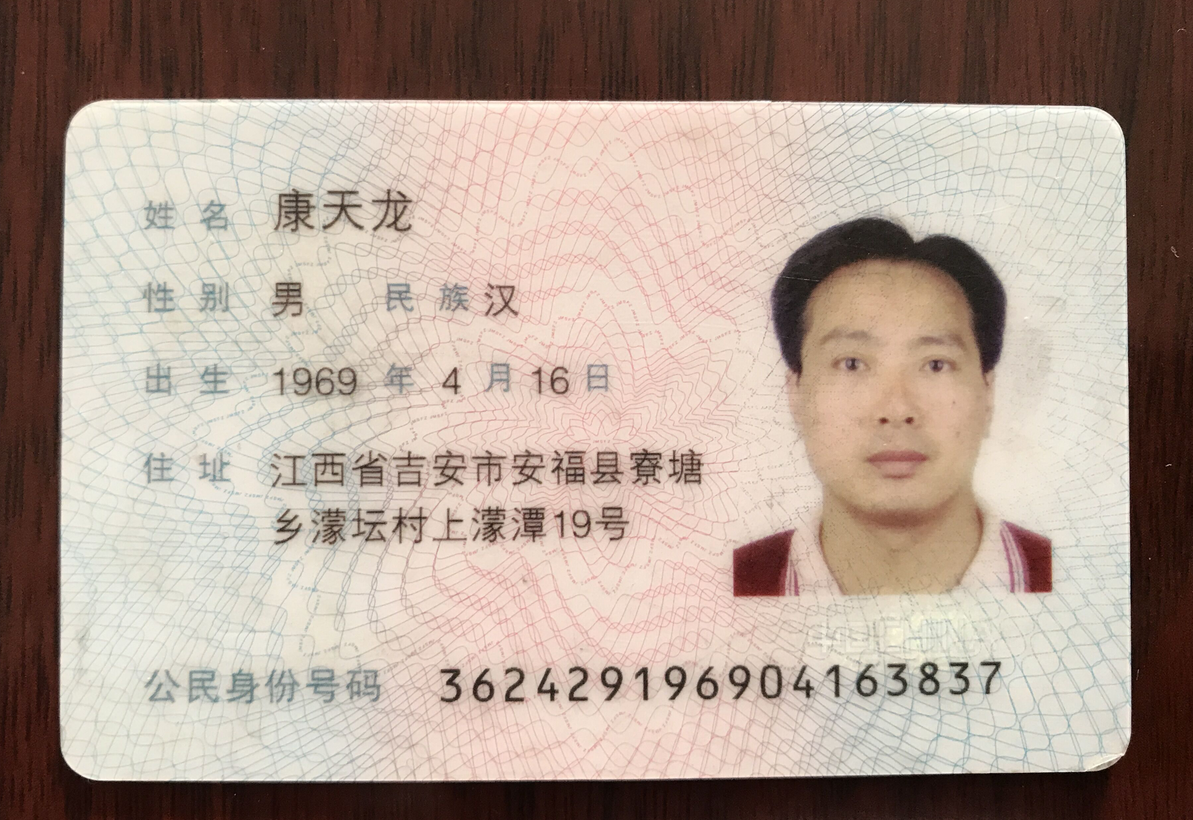 姓名 康天龙
性别 男 民族 汉
出生 1969 年 4 月 16 日
住址 江西省吉安市安福县寮塘
乡濛坛村上濛潭19号
公民身份号码 362429196904163837